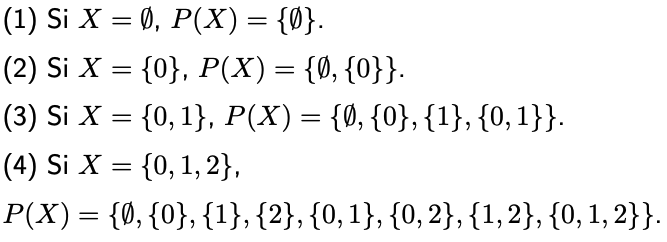 (1) Si X = ∅, P(X) = {∅}.
(2) Si X = {0}, P(X) = {∅, {0}}.
(3) Si X = {0, 1}, P(X) = {∅, {0}, {1}, {0, 1}}.
(4) Si X = {0, 1, 2},
P(X) = {∅, {0}, {1}, {2}, {0, 1}, {0, 2}, {1, 2}, {0, 1, 2}}.